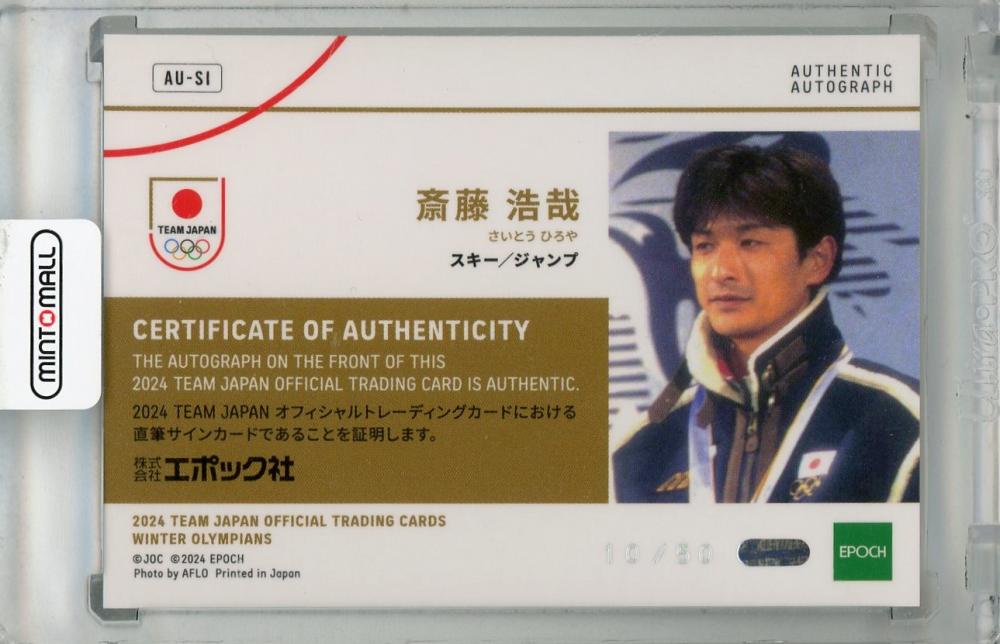 AU-SI
AUTHENTIC
AUTOGRAPH
TEAM JAPAN
斎藤 浩哉
さいとう ひろや
スキー／ジャンプ
CERTIFICATE OF AUTHENTICITY
THE AUTOGRAPH ON THE FRONT OF THIS
2024 TEAM JAPAN OFFICIAL TRADING CARD IS AUTHENTIC.
2024 TEAM JAPAN オフィシャルトレーディングカードにおける
直筆サインカードであることを証明します。
株式会社エポック社
2024 TEAM JAPAN OFFICIAL TRADING CARDS
WINTER OLYMPIANS
©JOC ©2024 EPOCH
Photo by AFLO Printed in Japan
EPOCH
MINTOMALL